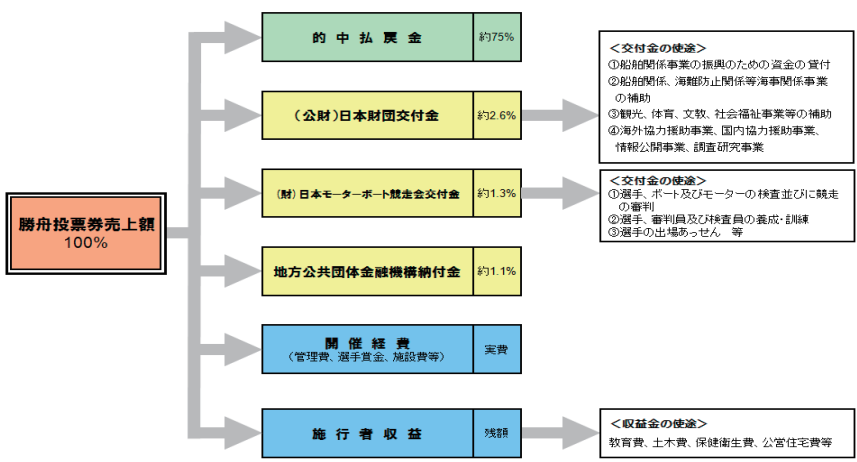 勝舟投票券売上額
100%
的中払戻金
約75%
（公財）日本財団交付金
約2.6%
＜交付金の使途＞
①船舶関係事業の振興のための資金の貸付
②船舶関係、海難防止関係等海事関係事業
の補助
③観光、体育、文教、社会福祉事業等の補助
④海外協力援助事業、国内協力援助事業、
情報公開事業、調査研究事業
（財）日本モーターボート競走会交付金
約1.3%
＜交付金の使途＞
①選手、ボート及びモーターの検査並びに競走
の審判
②選手、審判員及び検査員の養成・訓練
③選手の出場あっせん　等
地方公共団体金融機構納付金
約1.1%
開催経費
（管理費、選手賞金、施設費等）
実費
施行者収益
残額
＜収益金の使途＞
教育費、土木費、保健衛生費、公営住宅費等